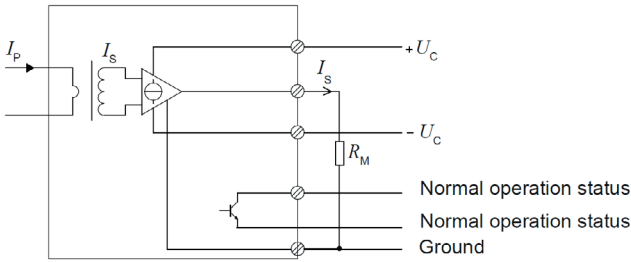 I_P
I_S
I_S
+ U_C
− U_C
R_M
Normal operation status
Normal operation status
Ground